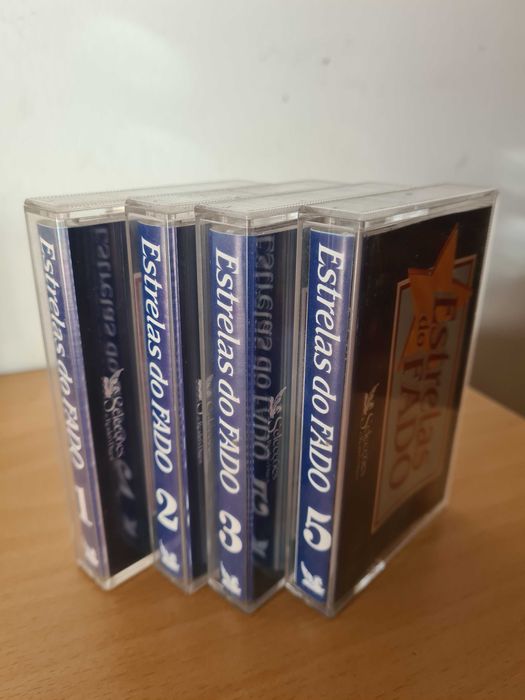 Estrelas do FADO 1
Estrelas do FADO 2
Estrelas do FADO 3
Estrelas do FADO 5
Estrelas
do
FADO
Selecções